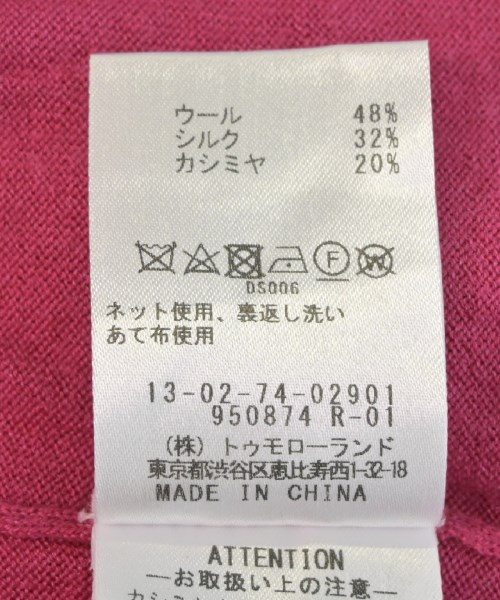 ウール 48%
シルク 32%
カシミヤ 20%
F W
DS006
ネット使用、裏返し洗い
あて布使用
13-02-74-02901
950874 R-01
(株) トゥモローランド
東京都渋谷区恵比寿西1-32-18
MADE IN CHINA
ATTENTION
―お取扱い上の注意―